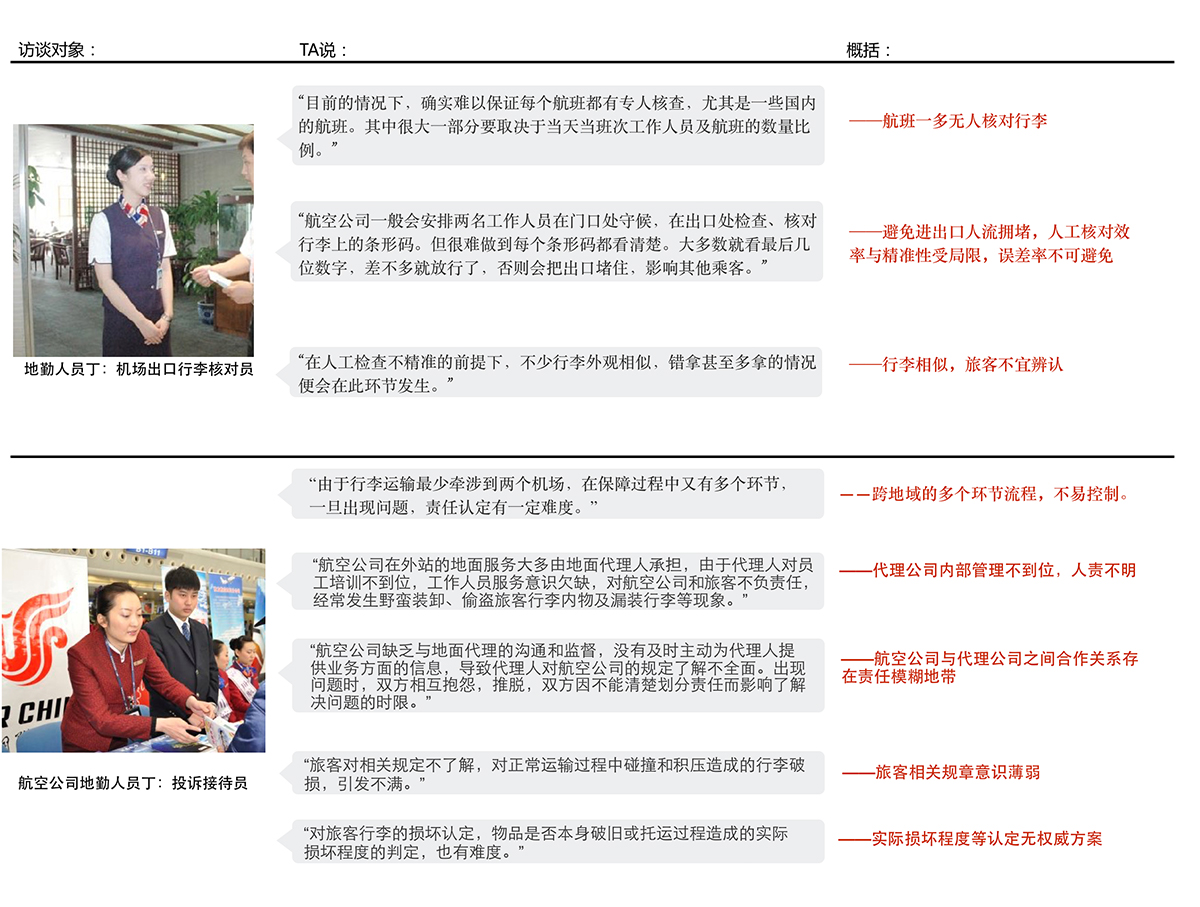 访谈对象：
TA说：
概括：
“目前的情况下，确实难以保证每个航班都有专人核查，尤其是一些国内
的航班。其中很大一部分要取决于当天当班次工作人员及航班的数量比
例。”
——航班一多无人核对行李
“航空公司一般会安排两名工作人员在门口处守候，在出口处检查、核对
行李上的条形码。但很难做到每个条形码都看清楚。大多数就看最后几
位数字，差不多就放行了，否则会把出口堵住，影响其他乘客。”
——避免进出口人流拥堵，人工核对效
率与精准性受局限，误差率不可避免
地勤人员丁：机场出口行李核对员
“在人工检查不精准的前提下，不少行李外观相似，错拿甚至多拿的情况
便会在此环节发生。”
——行李相似，旅客不宜辨认
“由于行李运输最少牵涉到两个机场，在保障过程中又有多个环节，
一旦出现问题，责任认定有一定难度。”
——跨地域的多个环节流程，不易控制。
“航空公司在外站的地面服务大多由地面代理人承担，由于代理人对员
工培训不到位，工作人员服务意识欠缺，对航空公司和旅客不负责任，
经常发生野蛮装卸、偷盗旅客行李内物及漏装行李等现象。”
——代理公司内部管理不到位，人责不明
“航空公司缺乏与地面代理的沟通和监督，没有及时主动为代理人提
供业务方面的信息，导致代理人对航空公司的规定了解不全面。出现
问题时，双方相互抱怨，推脱，双方因不能清楚划分责任而影响了解
决问题的时限。”
——航空公司与代理公司之间合作关系存
在责任模糊地带
R CHI
航空公司地勤人员丁：投诉接待员
“旅客对相关规定不了解，对正常运输过程中碰撞和积压造成的行李破
损，引发不满。”
——旅客相关规章意识薄弱
“对旅客行李的损坏认定，物品是否本身破旧或托运过程造成的实际
损坏程度的判定，也有难度。”
——实际损坏程度等认定无权威方案